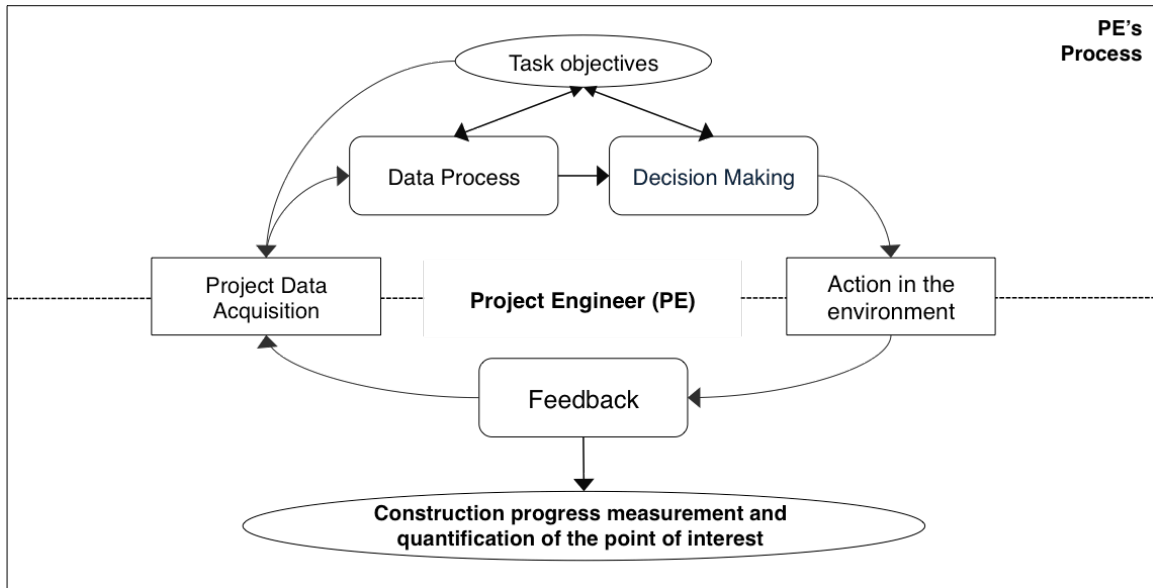 PE's
Process
Task objectives
Data Process
Decision Making
Project Data
Acquisition
Project Engineer (PE)
Action in the
environment
Feedback
Construction progress measurement and
quantification of the point of interest